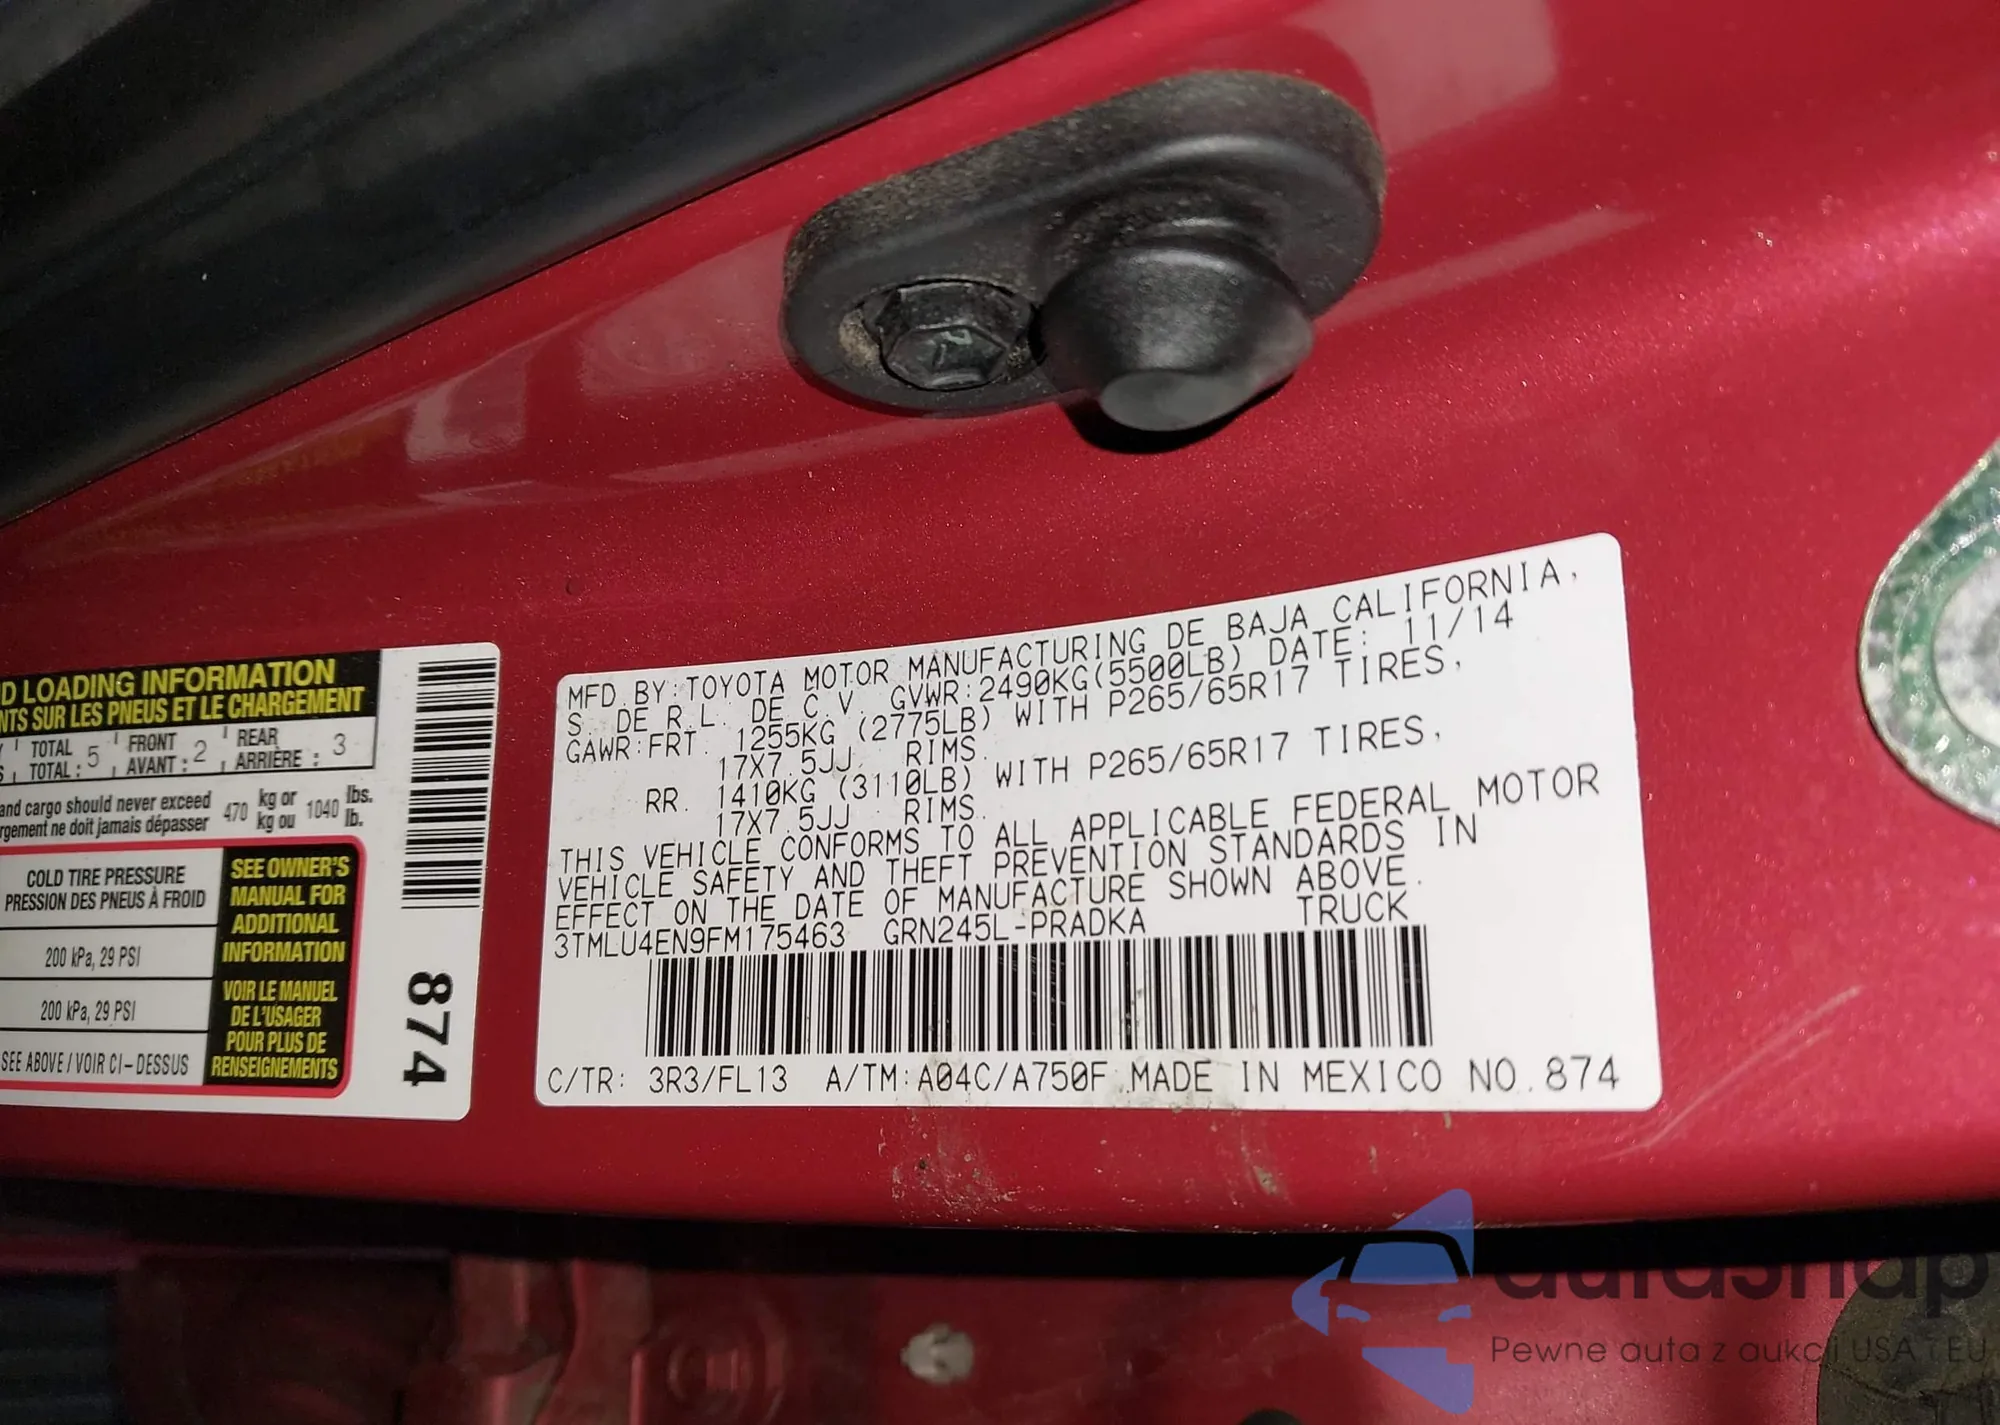 D LOADING INFORMATION
NTS SUR LES PNEUS ET LE CHARGEMENT
TOTAL FRONT REAR
TOTAL : 5 AVANT : 2 ARRIÈRE : 3
and cargo should never exceed 470 kg or 1040 lbs.
rgement ne doit jamais dépasser kg ou lb.
COLD TIRE PRESSURE
PRESSION DES PNEUS À FROID
200 kPa, 29 PSI
200 kPa, 29 PSI
SEE ABOVE / VOIR CI-DESSUS
SEE OWNER'S
MANUAL FOR
ADDITIONAL
INFORMATION
VOIR LE MANUEL
DE L'USAGER
POUR PLUS DE
RENSEIGNEMENTS
874
MFD. BY: TOYOTA MOTOR MANUFACTURING DE BAJA CALIFORNIA,
S. DE R.L. DE C.V. GVWR:2490KG(5500LB) DATE: 11/14
GAWR:FRT. 1255KG (2775LB) WITH P265/65R17 TIRES,
17X7.5JJ RIMS.
RR. 1410KG (3110LB) WITH P265/65R17 TIRES,
17X7.5JJ RIMS.
THIS VEHICLE CONFORMS TO ALL APPLICABLE FEDERAL MOTOR
VEHICLE SAFETY AND THEFT PREVENTION STANDARDS IN
EFFECT ON THE DATE OF MANUFACTURE SHOWN ABOVE.
3TMLU4EN9FM175463 GRN245L-PRADKA TRUCK
C/TR: 3R3/FL13 A/TM:A04C/A750F MADE IN MEXICO NO.874
autasnap
Pewne auta z aukcji USA i EU